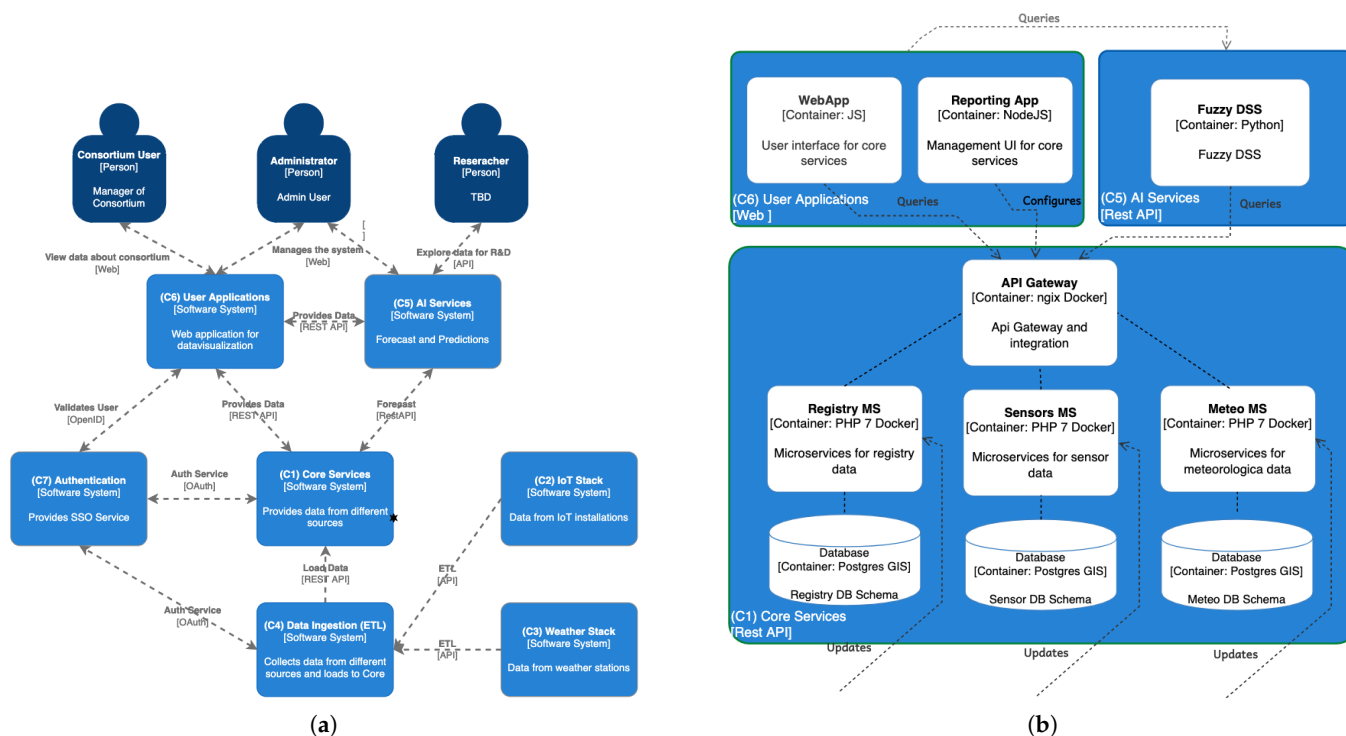 Consortium User
[Person]
Manager of
Consortium
Administrator
[Person]
Admin User
Reseracher
[Person]
TBD
[
]
View data about consortium
[Web]
Manages the system
[Web]
Explore data for R&D
[API]
(C6) User Applications
[Software System]
Web application for
datavisualization
Provides Data
[REST API]
(C5) AI Services
[Software System]
Forecast and Predictions
Validates User
[OpenID]
Provides Data
[REST API]
Forecast
[RestAPI]
(C7) Authentication
[Software System]
Provides SSO Service
Auth Service
[OAuth]
(C1) Core Services
[Software System]
Provides data from different
sources
(C2) IoT Stack
[Software System]
Data from IoT installations
Load Data
[REST API]
ETL
[API]
Auth Service
[OAuth]
(C4) Data Ingestion (ETL)
[Software System]
Collects data from different
sources and loads to Core
ETL
[API]
(C3) Weather Stack
[Software System]
Data from weather stations
(a)
Queries
WebApp
[Container: JS]
User interface for core
services
Reporting App
[Container: NodeJS]
Management UI for core
services
Fuzzy DSS
[Container: Python]
Fuzzy DSS
(C6) User Applications
[Web ]
Queries
Configures
(C5) AI Services
[Rest API]
Queries
API Gateway
[Container: ngix Docker]
Api Gateway and
integration
Registry MS
[Container: PHP 7 Docker]
Microservices for registry
data
Sensors MS
[Container: PHP 7 Docker]
Microservices for sensor
data
Meteo MS
[Container: PHP 7 Docker]
Microservices for
meteorologica data
Database
[Container: Postgres GIS]
Registry DB Schema
Database
[Container: Postgres GIS]
Sensor DB Schema
Database
[Container: Postgres GIS]
Meteo DB Schema
(C1) Core Services
[Rest API]
Updates
Updates
Updates
(b)